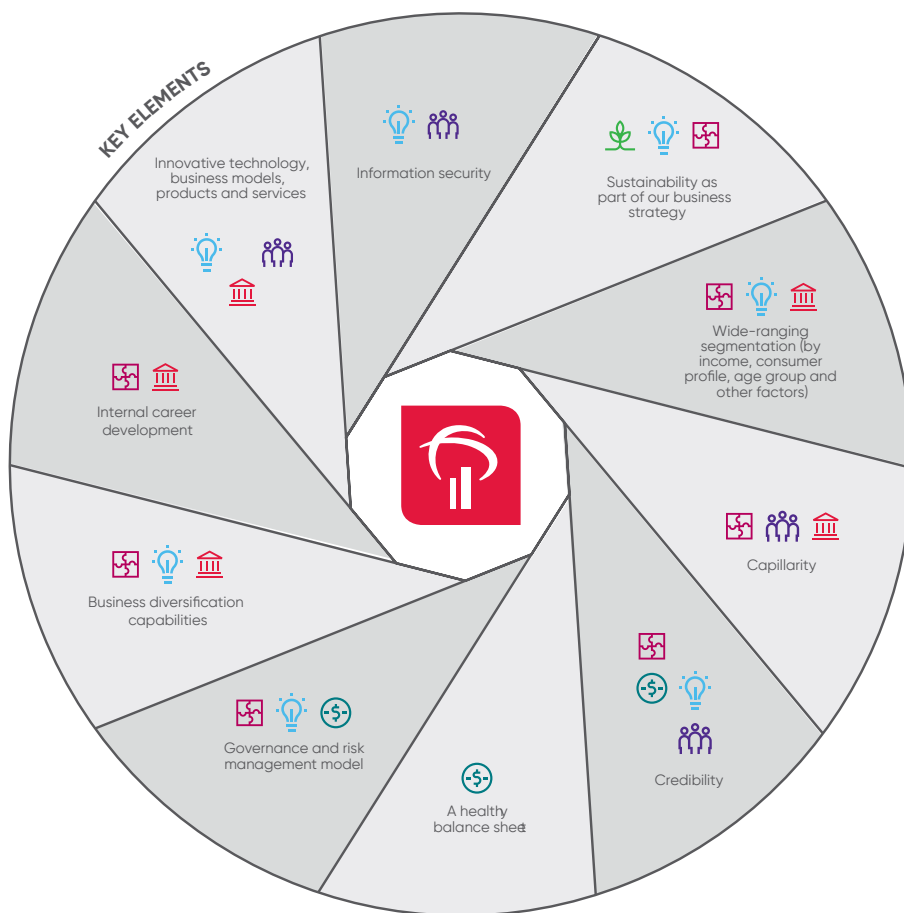 KEY ELEMENTS
Information security
Sustainability as
part of our business
strategy
Wide-ranging
segmentation (by
income, consumer
profile, age group and
other factors)
Capillarity
Credibility
A healthy
balance sheet
Governance and risk
management model
Business diversification
capabilities
Internal career
development
Innovative technology,
business models,
products and services